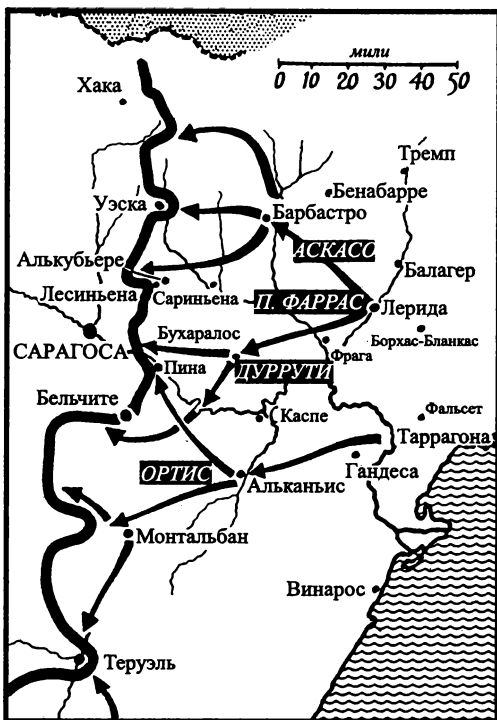 мили
0 10 20 30 40 50
Хака
Тремп
Бенабарре
Уэска
Барбастро
АСКАСО
Алькубьере
Балагер
Лесиньена
Сариньена
П. ФАРРАС
Лерида
Бухаралос
Борхас-Бланкас
САРАГОСА
Фрага
Пина
ДУРРУТИ
Бельчите
Каспе
Фальсет
Таррагона
Гандеса
ОРТИС
Альканьис
Монтальбан
Винарос
Теруэль